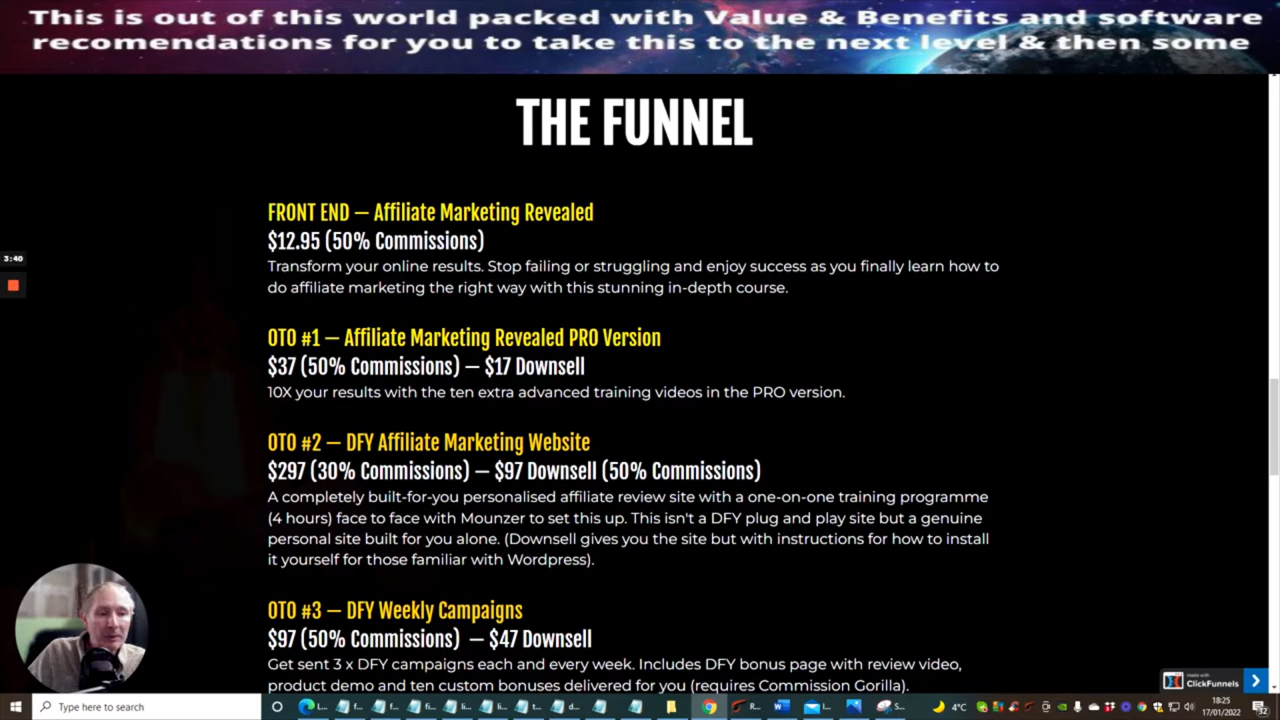 This is out of this world packed with Value & Benefits and software
recomendations for you to take this to the next level & then some
THE FUNNEL
FRONT END — Affiliate Marketing Revealed
$12.95 (50% Commissions)
Transform your online results. Stop failing or struggling and enjoy success as you finally learn how to
do affiliate marketing the right way with this stunning in-depth course.
3:40
OTO #1 — Affiliate Marketing Revealed PRO Version
$37 (50% Commissions) — $17 Downsell
10X your results with the ten extra advanced training videos in the PRO version.
OTO #2 — DFY Affiliate Marketing Website
$297 (30% Commissions) — $97 Downsell (50% Commissions)
A completely built-for-you personalised affiliate review site with a one-on-one training programme
(4 hours) face to face with Mounzer to set this up. This isn't a DFY plug and play site but a genuine
personal site built for you alone. (Downsell gives you the site but with instructions for how to install
it yourself for those familiar with Wordpress).
OTO #3 — DFY Weekly Campaigns
$97 (50% Commissions) — $47 Downsell
Get sent 3 x DFY campaigns each and every week. Includes DFY bonus page with review video,
product demo and ten custom bonuses delivered for you (requires Commission Gorilla).
made with
ClickFunnels
Type here to search
L... f... f... fi... li... li... t... d... R... W... I... S...
4°C
18:25
17/01/2022
32